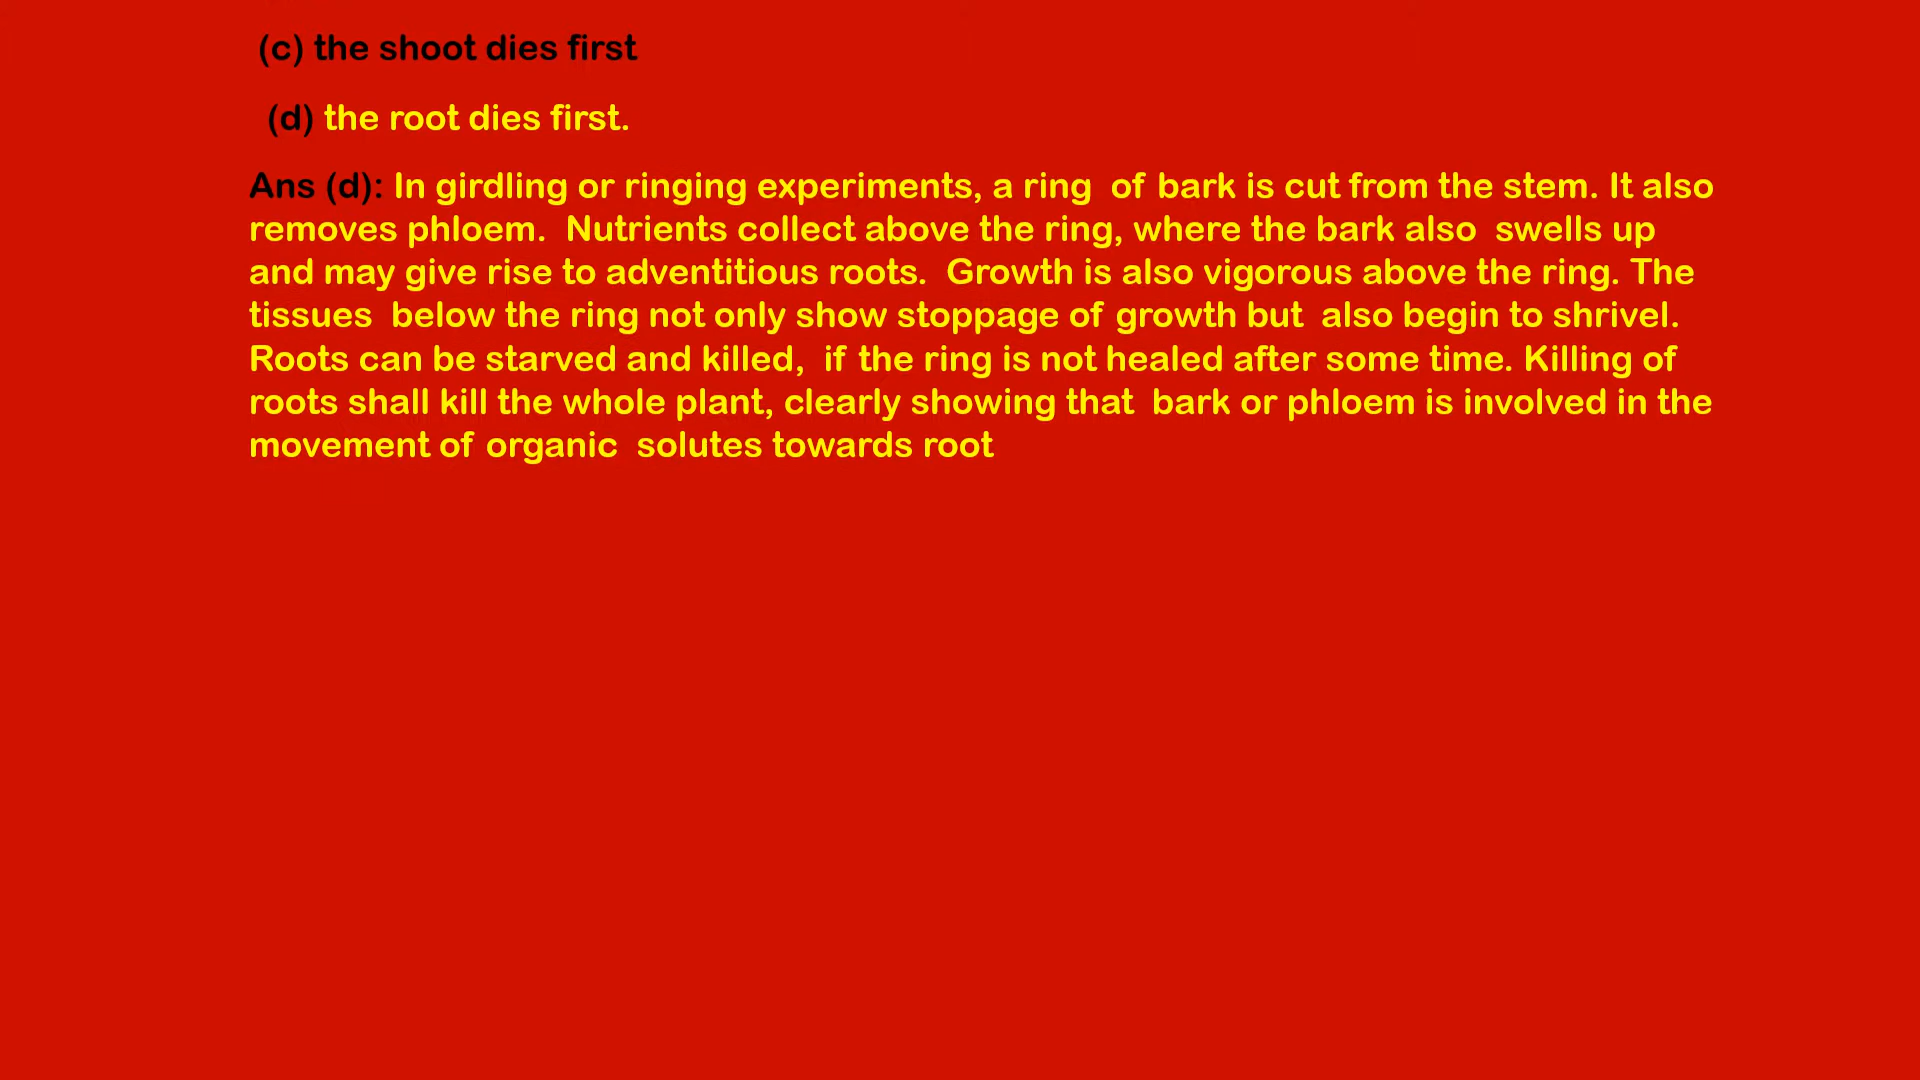 (c) the shoot dies first
(d) the root dies first.
Ans (d): In girdling or ringing experiments, a ring of bark is cut from the stem. It also
removes phloem. Nutrients collect above the ring, where the bark also swells up
and may give rise to adventitious roots. Growth is also vigorous above the ring. The
tissues below the ring not only show stoppage of growth but also begin to shrivel.
Roots can be starved and killed, if the ring is not healed after some time. Killing of
roots shall kill the whole plant, clearly showing that bark or phloem is involved in the
movement of organic solutes towards root